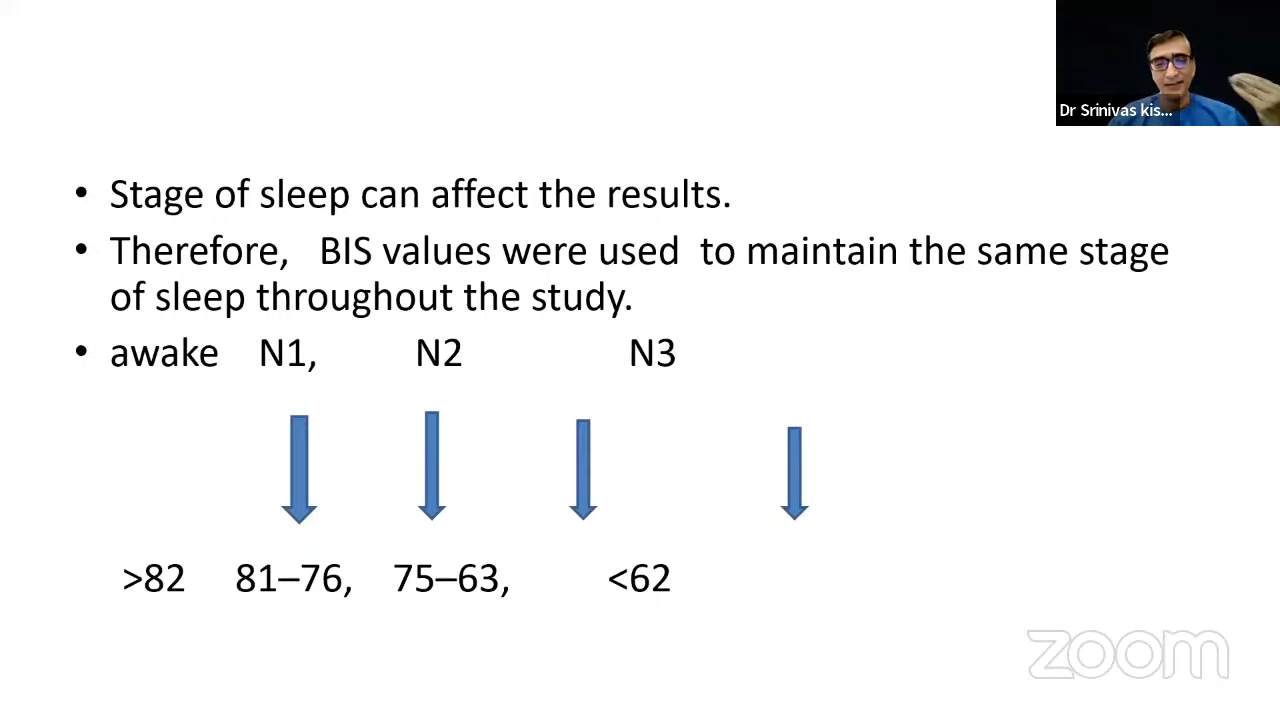 Dr Srinivas kis...
• Stage of sleep can affect the results.
• Therefore, BIS values were used to maintain the same stage
of sleep throughout the study.
• awake N1, N2 N3
>82 81–76, 75–63, <62
zoom